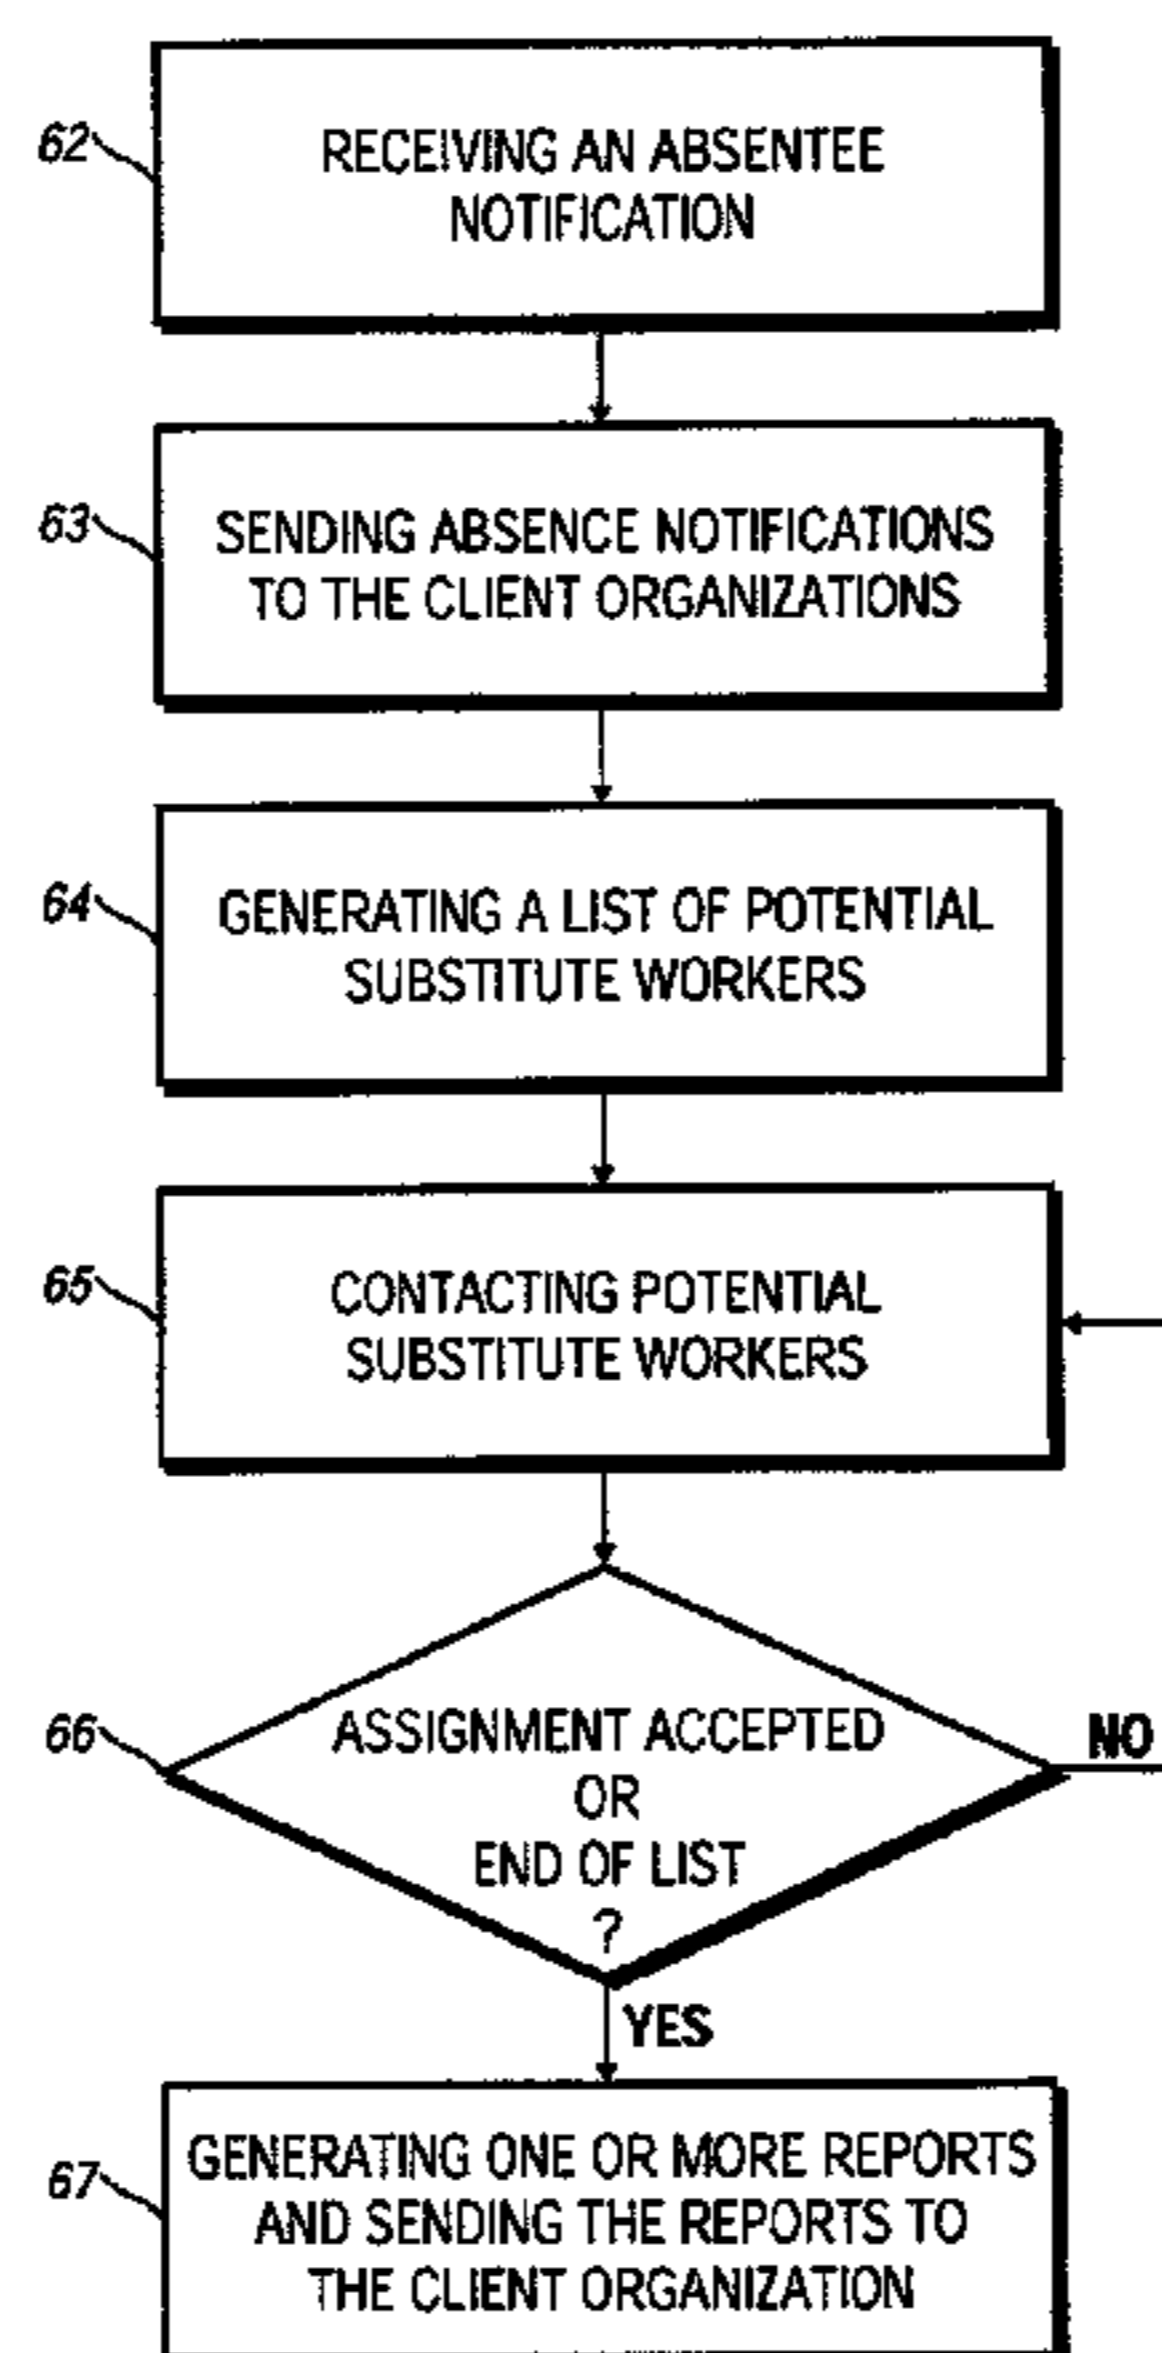 62
RECEIVING AN ABSENTEE
NOTIFICATION
63
SENDING ABSENCE NOTIFICATIONS
TO THE CLIENT ORGANIZATIONS
64
GENERATING A LIST OF POTENTIAL
SUBSTITUTE WORKERS
65
CONTACTING POTENTIAL
SUBSTITUTE WORKERS
66
ASSIGNMENT ACCEPTED
OR
END OF LIST
?
NO
YES
67
GENERATING ONE OR MORE REPORTS
AND SENDING THE REPORTS TO
THE CLIENT ORGANIZATION